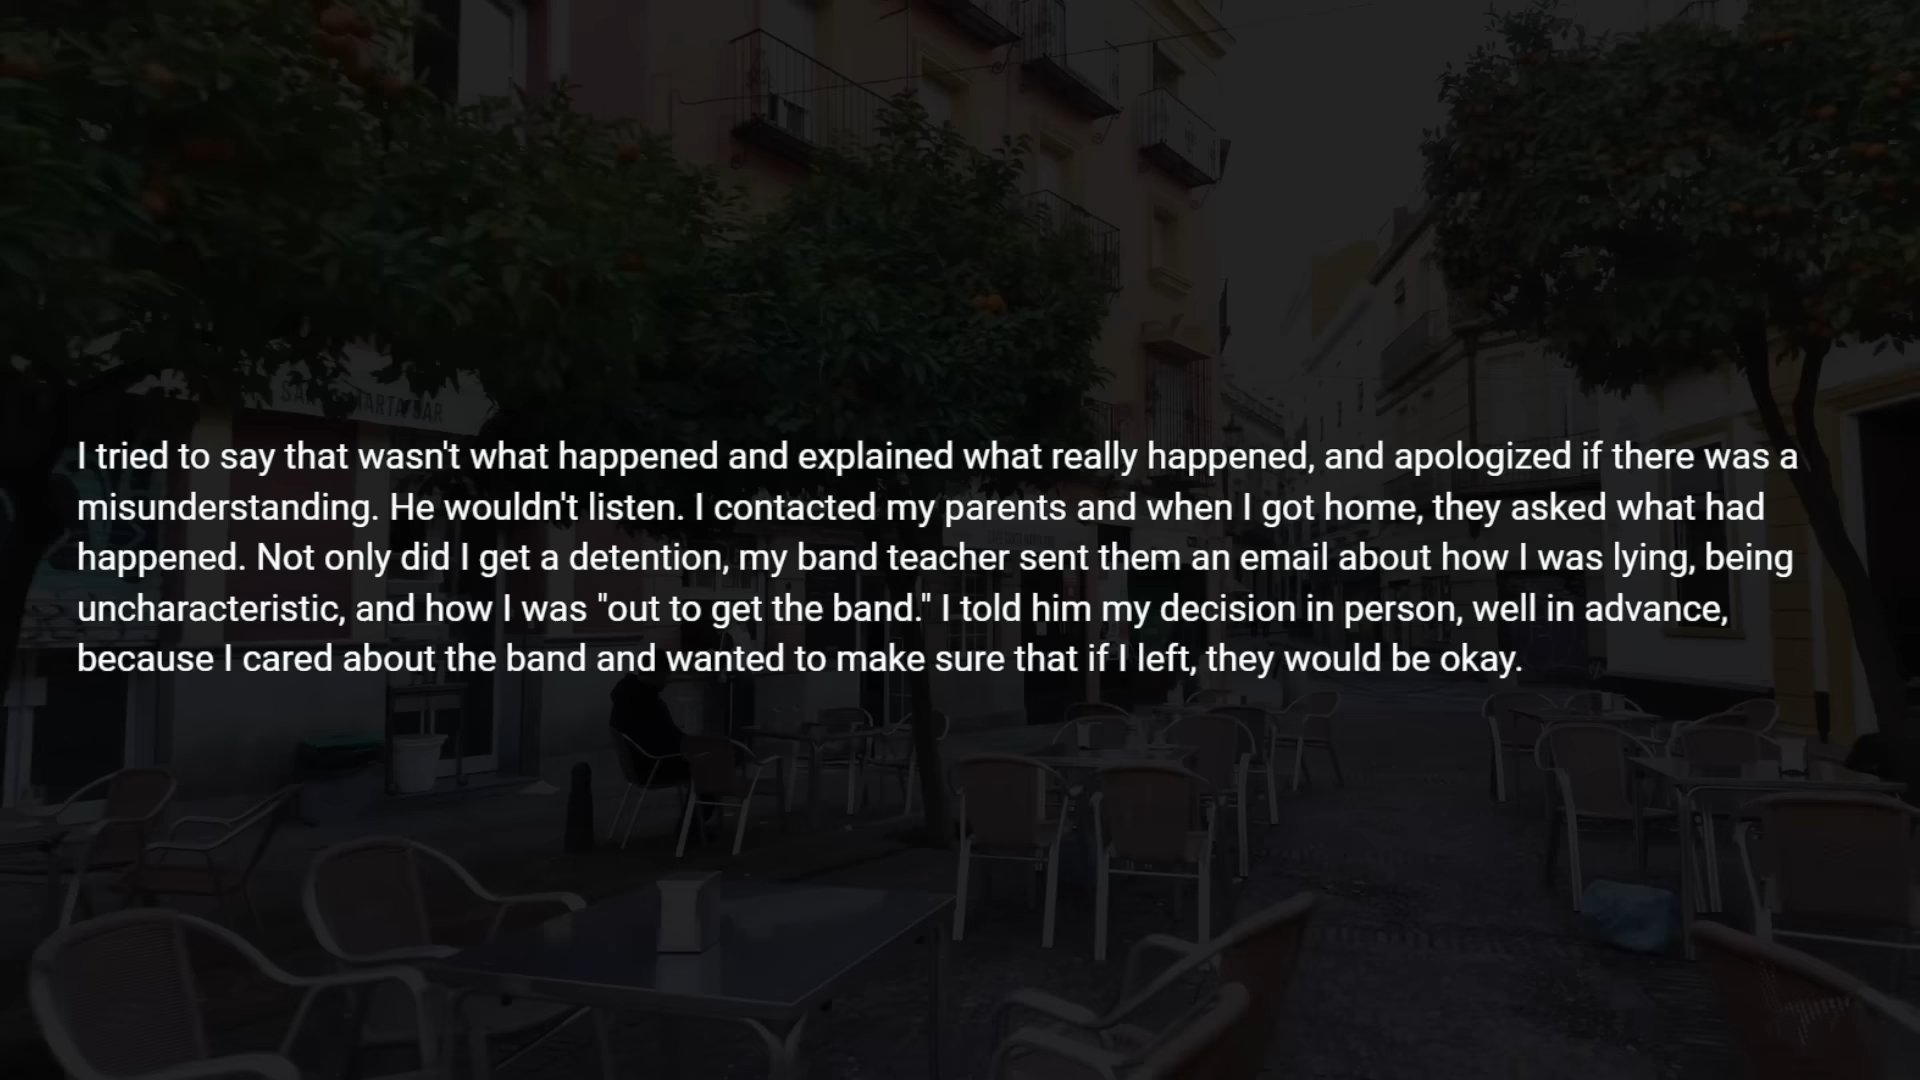 SAN MARTA BAR
I tried to say that wasn't what happened and explained what really happened, and apologized if there was a
misunderstanding. He wouldn't listen. I contacted my parents and when I got home, they asked what had
happened. Not only did I get a detention, my band teacher sent them an email about how I was lying, being
uncharacteristic, and how I was "out to get the band." I told him my decision in person, well in advance,
because I cared about the band and wanted to make sure that if I left, they would be okay.